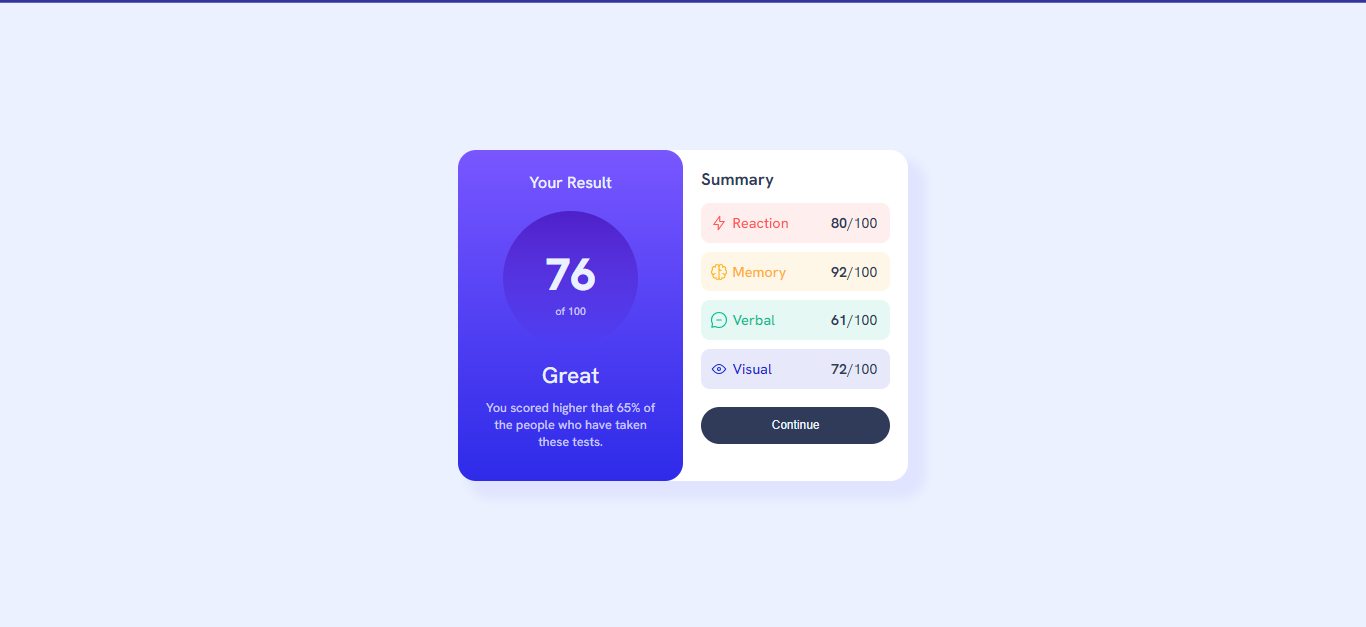 Your Result
76
of 100
Great
You scored higher that 65% of
the people who have taken
these tests.
Summary
Reaction 80/100
Memory 92/100
Verbal 61/100
Visual 72/100
Continue